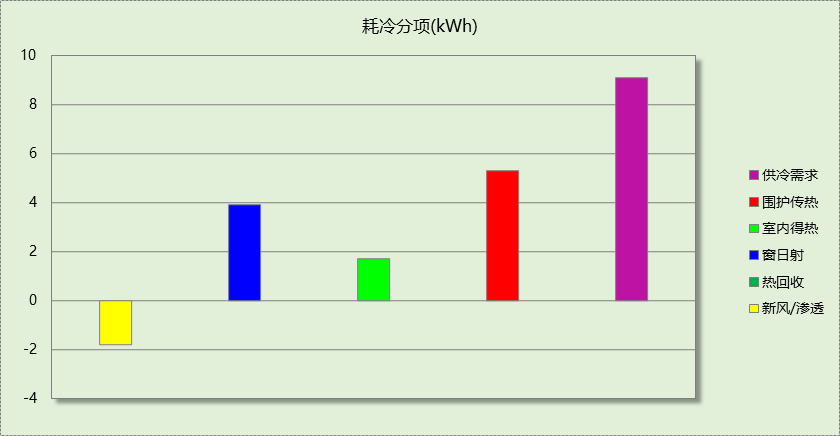 耗冷分项(kWh)
10
8
6
4
2
0
-2
-4
供冷需求
围护传热
室内得热
窗日射
热回收
新风/渗透